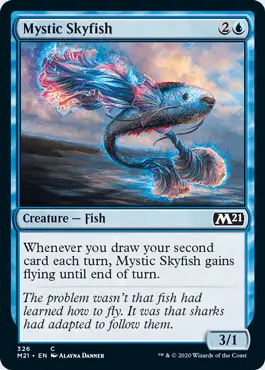 Mystic Skyfish 2
Creature — Fish M21
Whenever you draw your second
card each turn, Mystic Skyfish gains
flying until end of turn.
The problem wasn't that fish had
learned how to fly. It was that sharks
had adapted to follow them.
3/1
326 C
M21 • EN ALAYNA DANNER ™ & © 2020 Wizards of the Coast